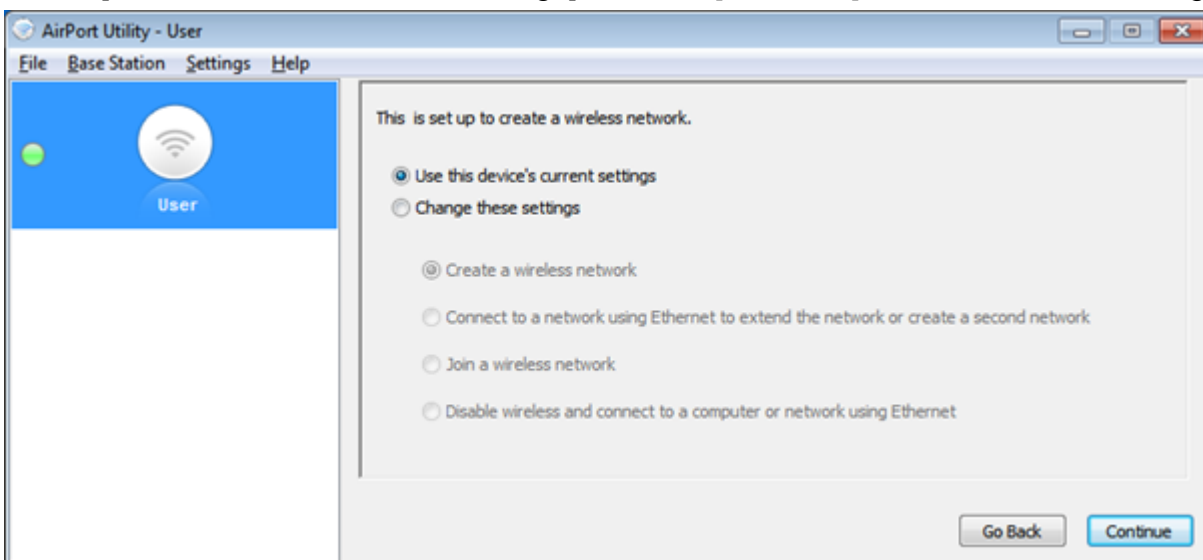 AirPort Utility - User
File Base Station Settings Help
User
This is set up to create a wireless network.
Use this device's current settings
Change these settings
Create a wireless network
Connect to a network using Ethernet to extend the network or create a second network
Join a wireless network
Disable wireless and connect to a computer or network using Ethernet
Go Back Continue